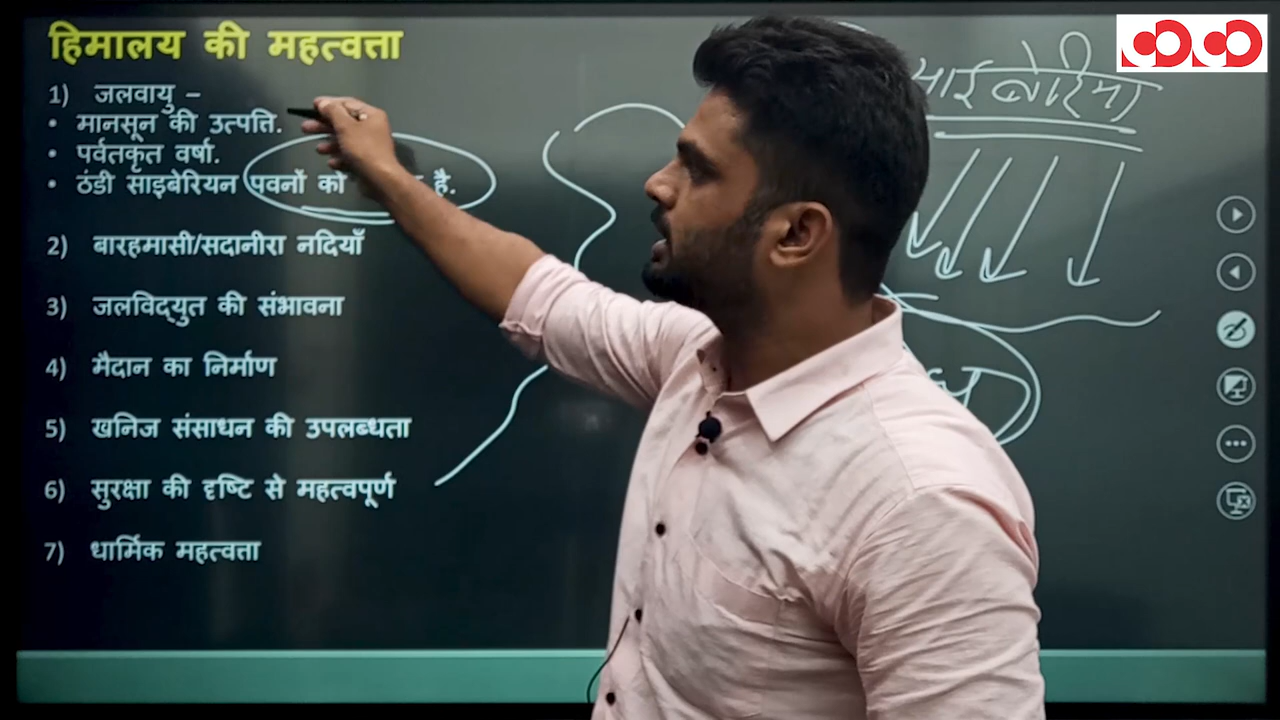 हिमालय की महत्वत्ता
1) जलवायु –
• मानसून की उत्पत्ति.
• पर्वतकृत वर्षा.
• ठंडी साइबेरियन पवनों को है.
2) बारहमासी/सदानीरा नदियाँ
3) जलविद्युत की संभावना
4) मैदान का निर्माण
5) खनिज संसाधन की उपलब्धता
6) सुरक्षा की दृष्टि से महत्वपूर्ण
7) धार्मिक महत्वत्ता